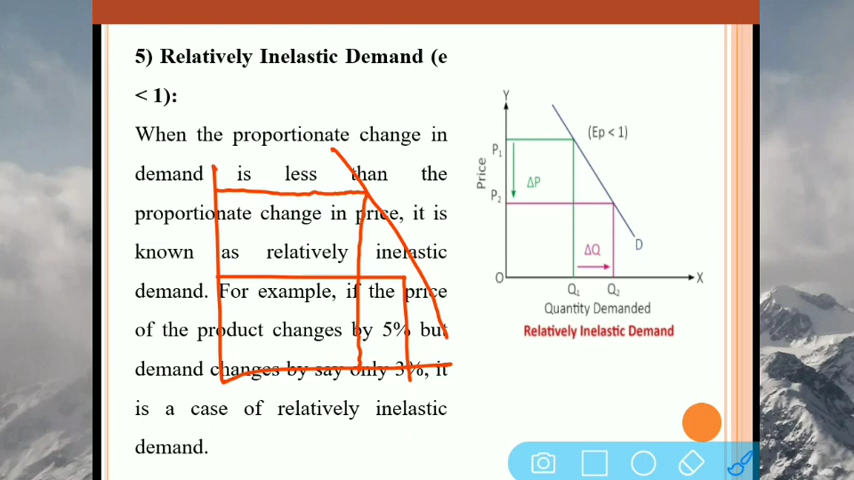 5) Relatively Inelastic Demand (e
< 1):
When the proportionate change in
demand is less than the
proportionate change in price, it is
known as relatively inelastic
demand. For example, if the price
of the product changes by 5% but
demand changes by say only 3%, it
is a case of relatively inelastic
demand.
Y
(Ep < 1)
P1
Price
ΔP
P2
D
ΔQ
O
X
Q1 Q2
Quantity Demanded
Relatively Inelastic Demand